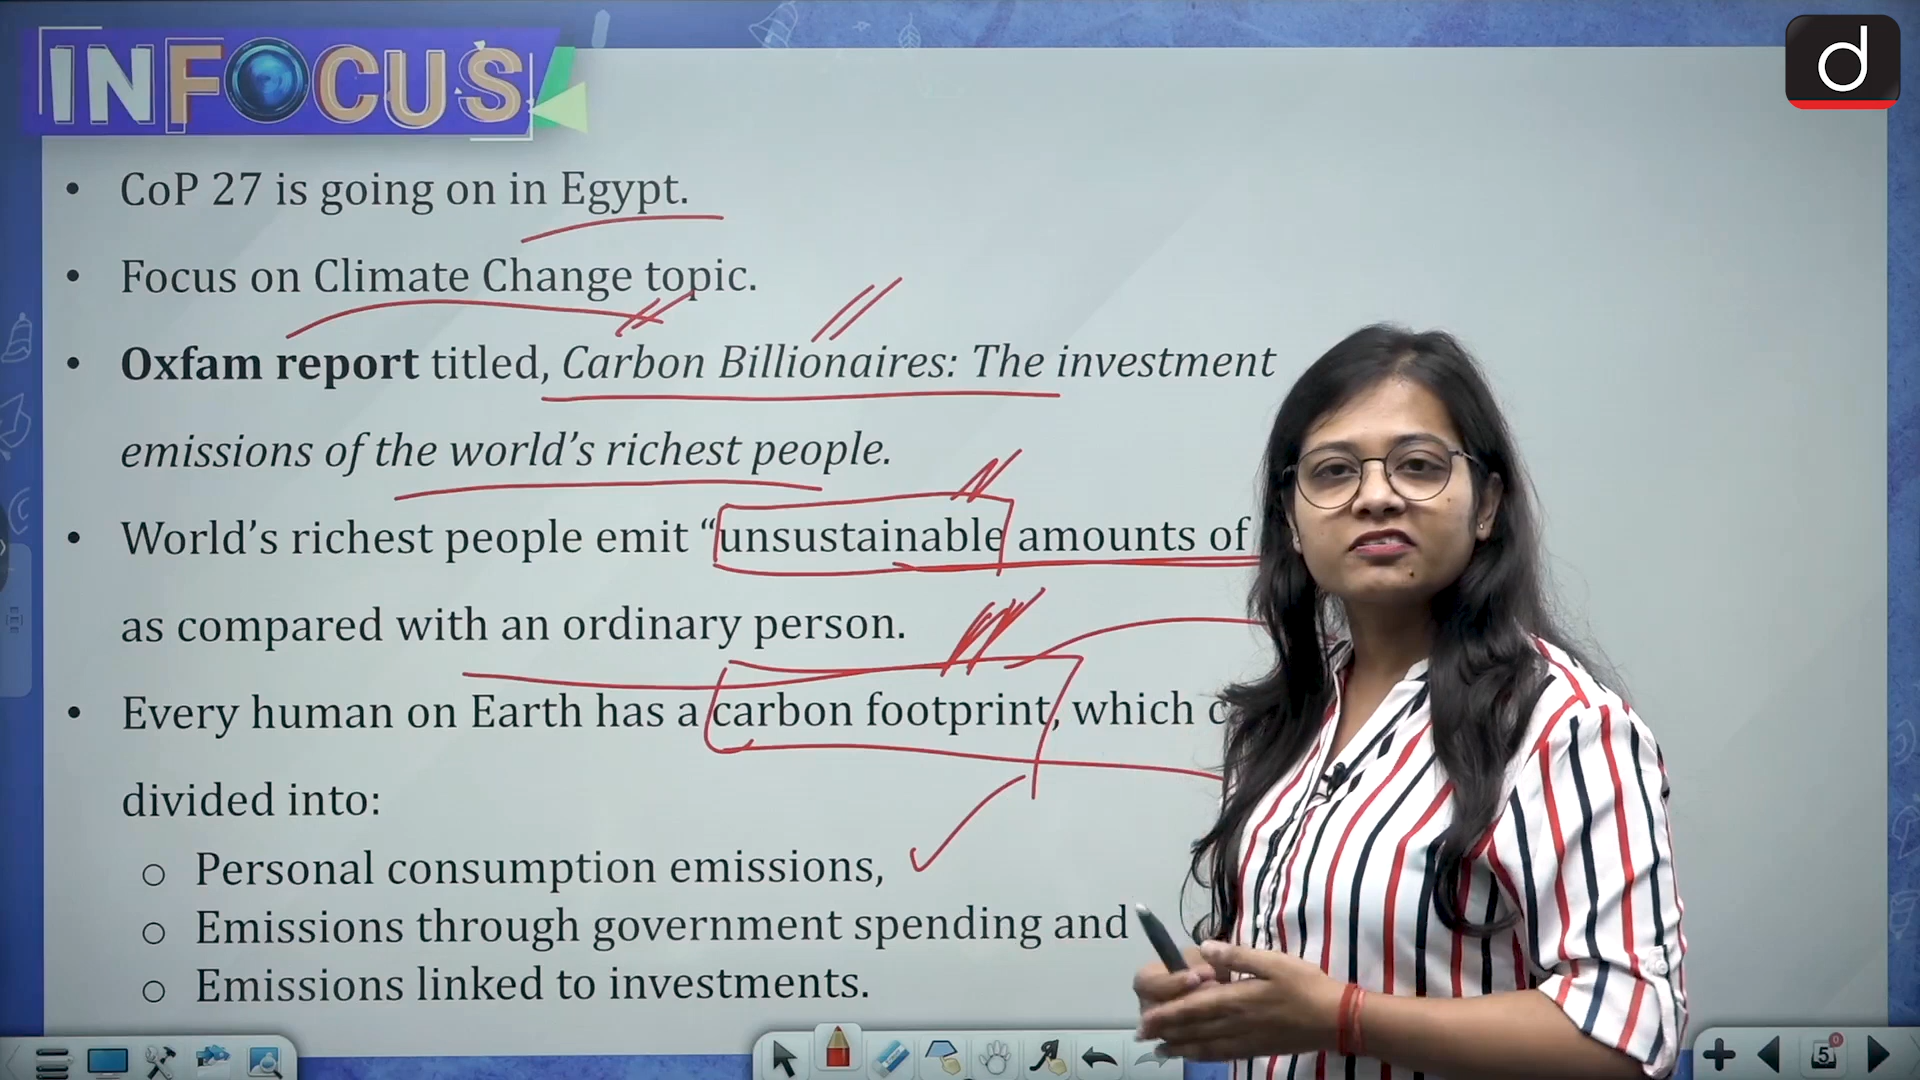 INFOCUS
d
• CoP 27 is going on in Egypt.
• Focus on Climate Change topic.
• Oxfam report titled, Carbon Billionaires: The investment
emissions of the world’s richest people.
• World’s richest people emit “unsustainable amounts of
as compared with an ordinary person.
• Every human on Earth has a carbon footprint, which
divided into:
o Personal consumption emissions,
o Emissions through government spending and
o Emissions linked to investments.
5
0